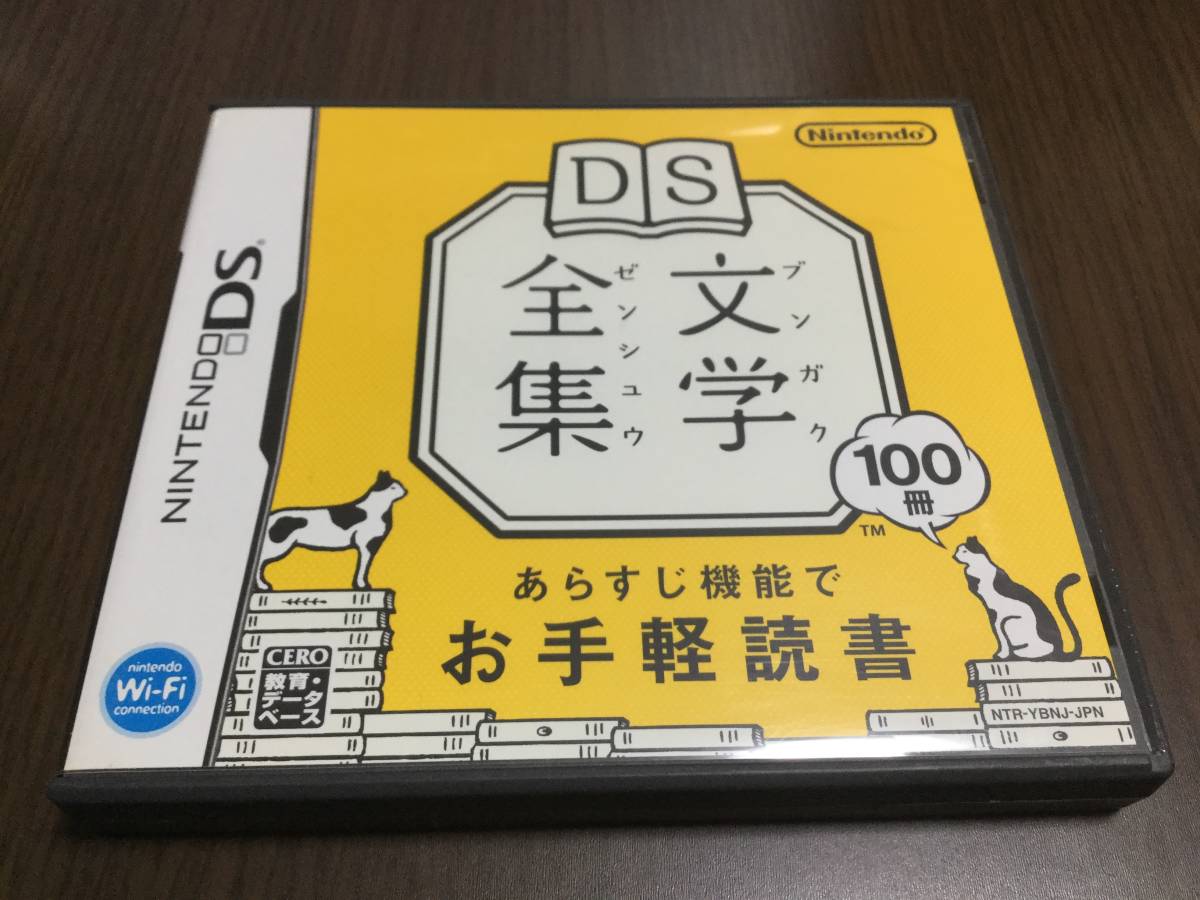 Nintendo
DS
文学
ブンガク
全集
ゼンシュウ
100
冊
TM
あらすじ機能で
お手軽読書
NINTENDO DS
nintendo
Wi-Fi
connection
CERO
教育・
データ
ベース
NTR-YBNJ-JPN